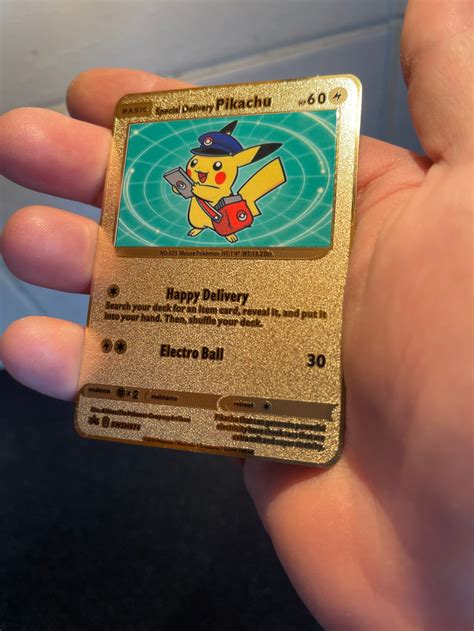 BASIC Special Delivery Pikachu HP 60
NO.025 Mouse Pokémon HT: 1'4" WT: 13.2 lbs.
Happy Delivery
Search your deck for an item card, reveal it, and put it
into your hand. Then, shuffle your deck.
Electro Ball 30
weakness ×2 resistance retreat
SWSH074